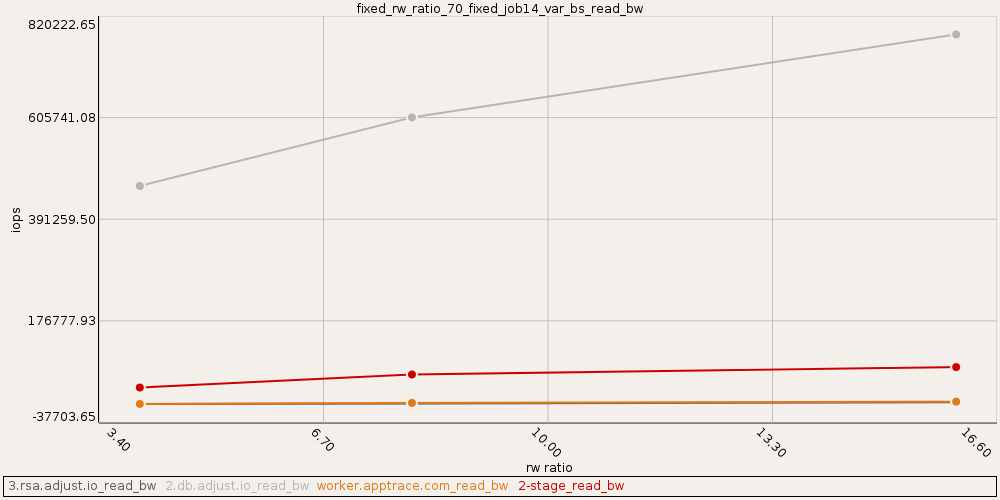 fixed_rw_ratio_70_fixed_job14_var_bs_read_bw
820222.65
605741.08
391259.50
176777.93
-37703.65
iops
3.40
6.70
10.00
13.30
16.60
rw ratio
3.rsa.adjust.io_read_bw 2.db.adjust.io_read_bw worker.apptrace.com_read_bw 2-stage_read_bw